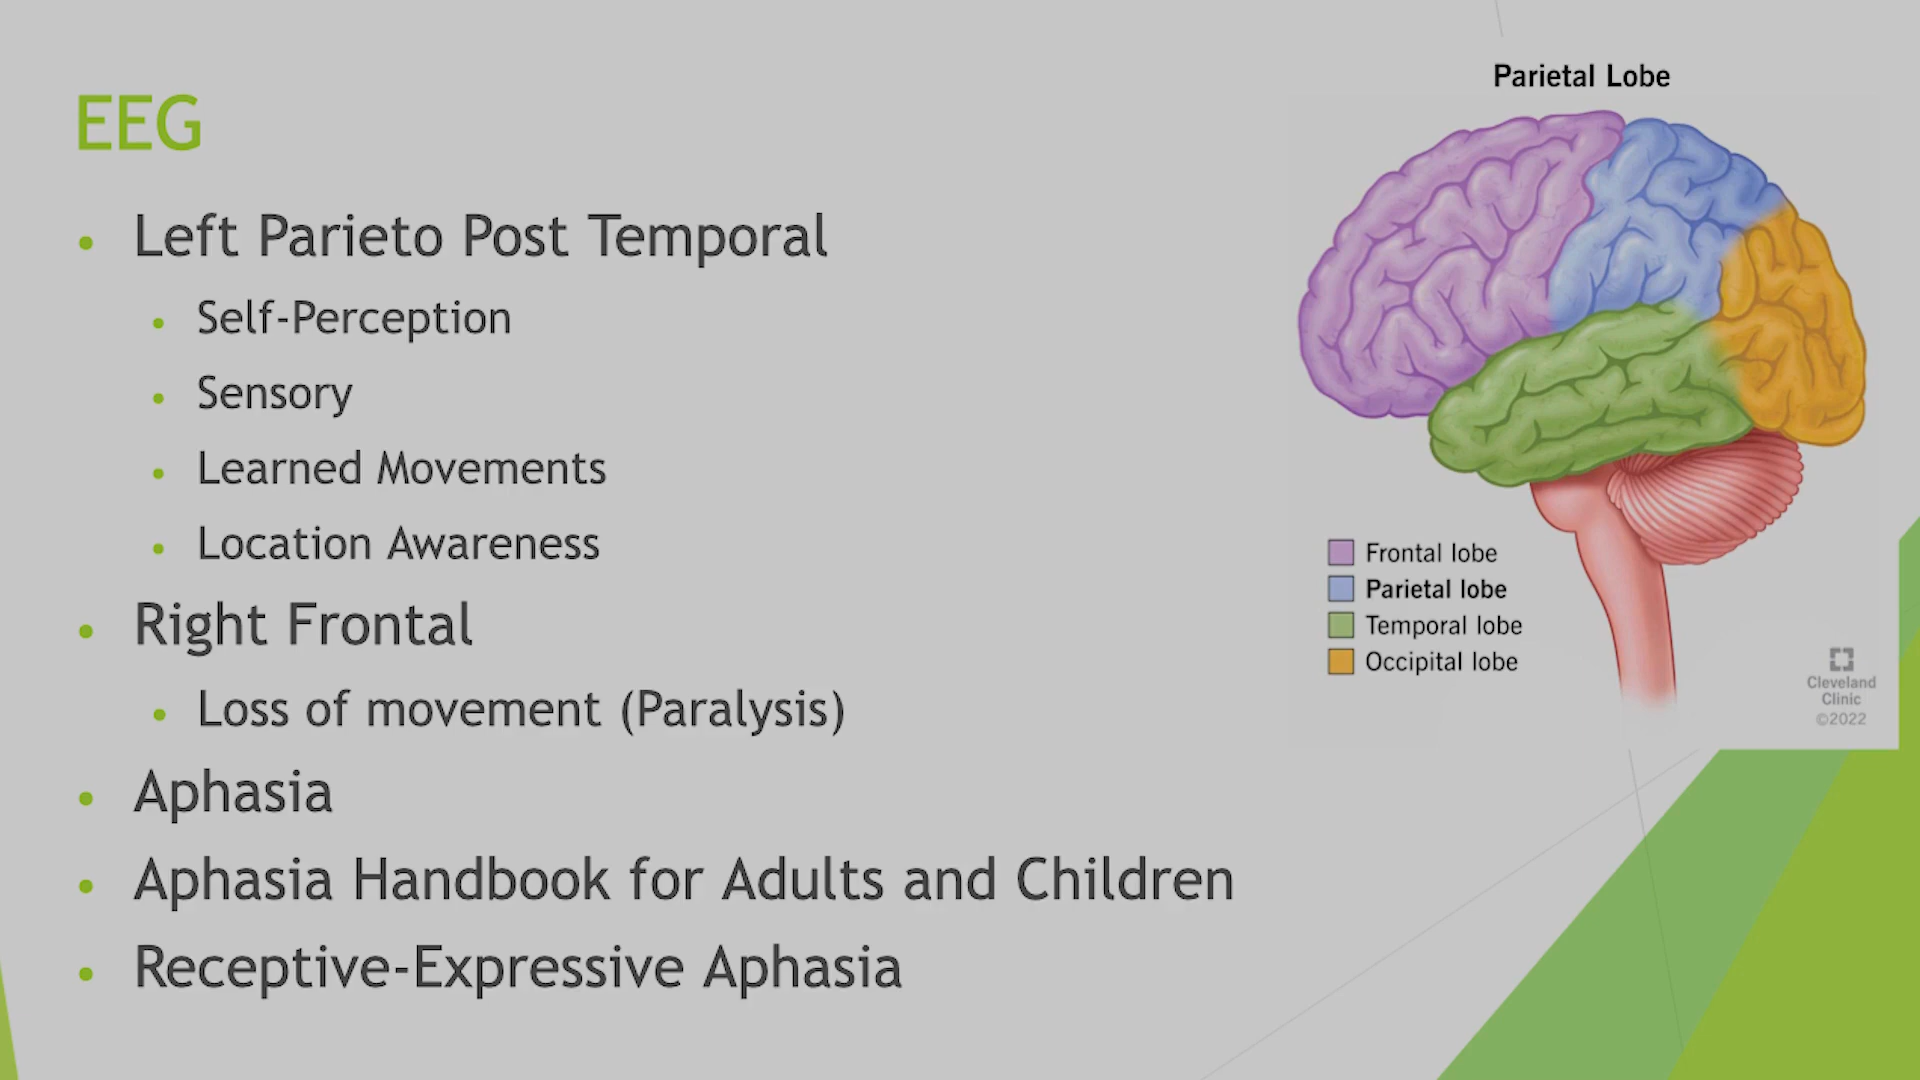 EEG
Left Parieto Post Temporal
Self-Perception
Sensory
Learned Movements
Location Awareness
Right Frontal
Loss of movement (Paralysis)
Aphasia
Aphasia Handbook for Adults and Children
Receptive-Expressive Aphasia
Parietal Lobe
Frontal lobe
Parietal lobe
Temporal lobe
Occipital lobe
Cleveland
Clinic
©2022